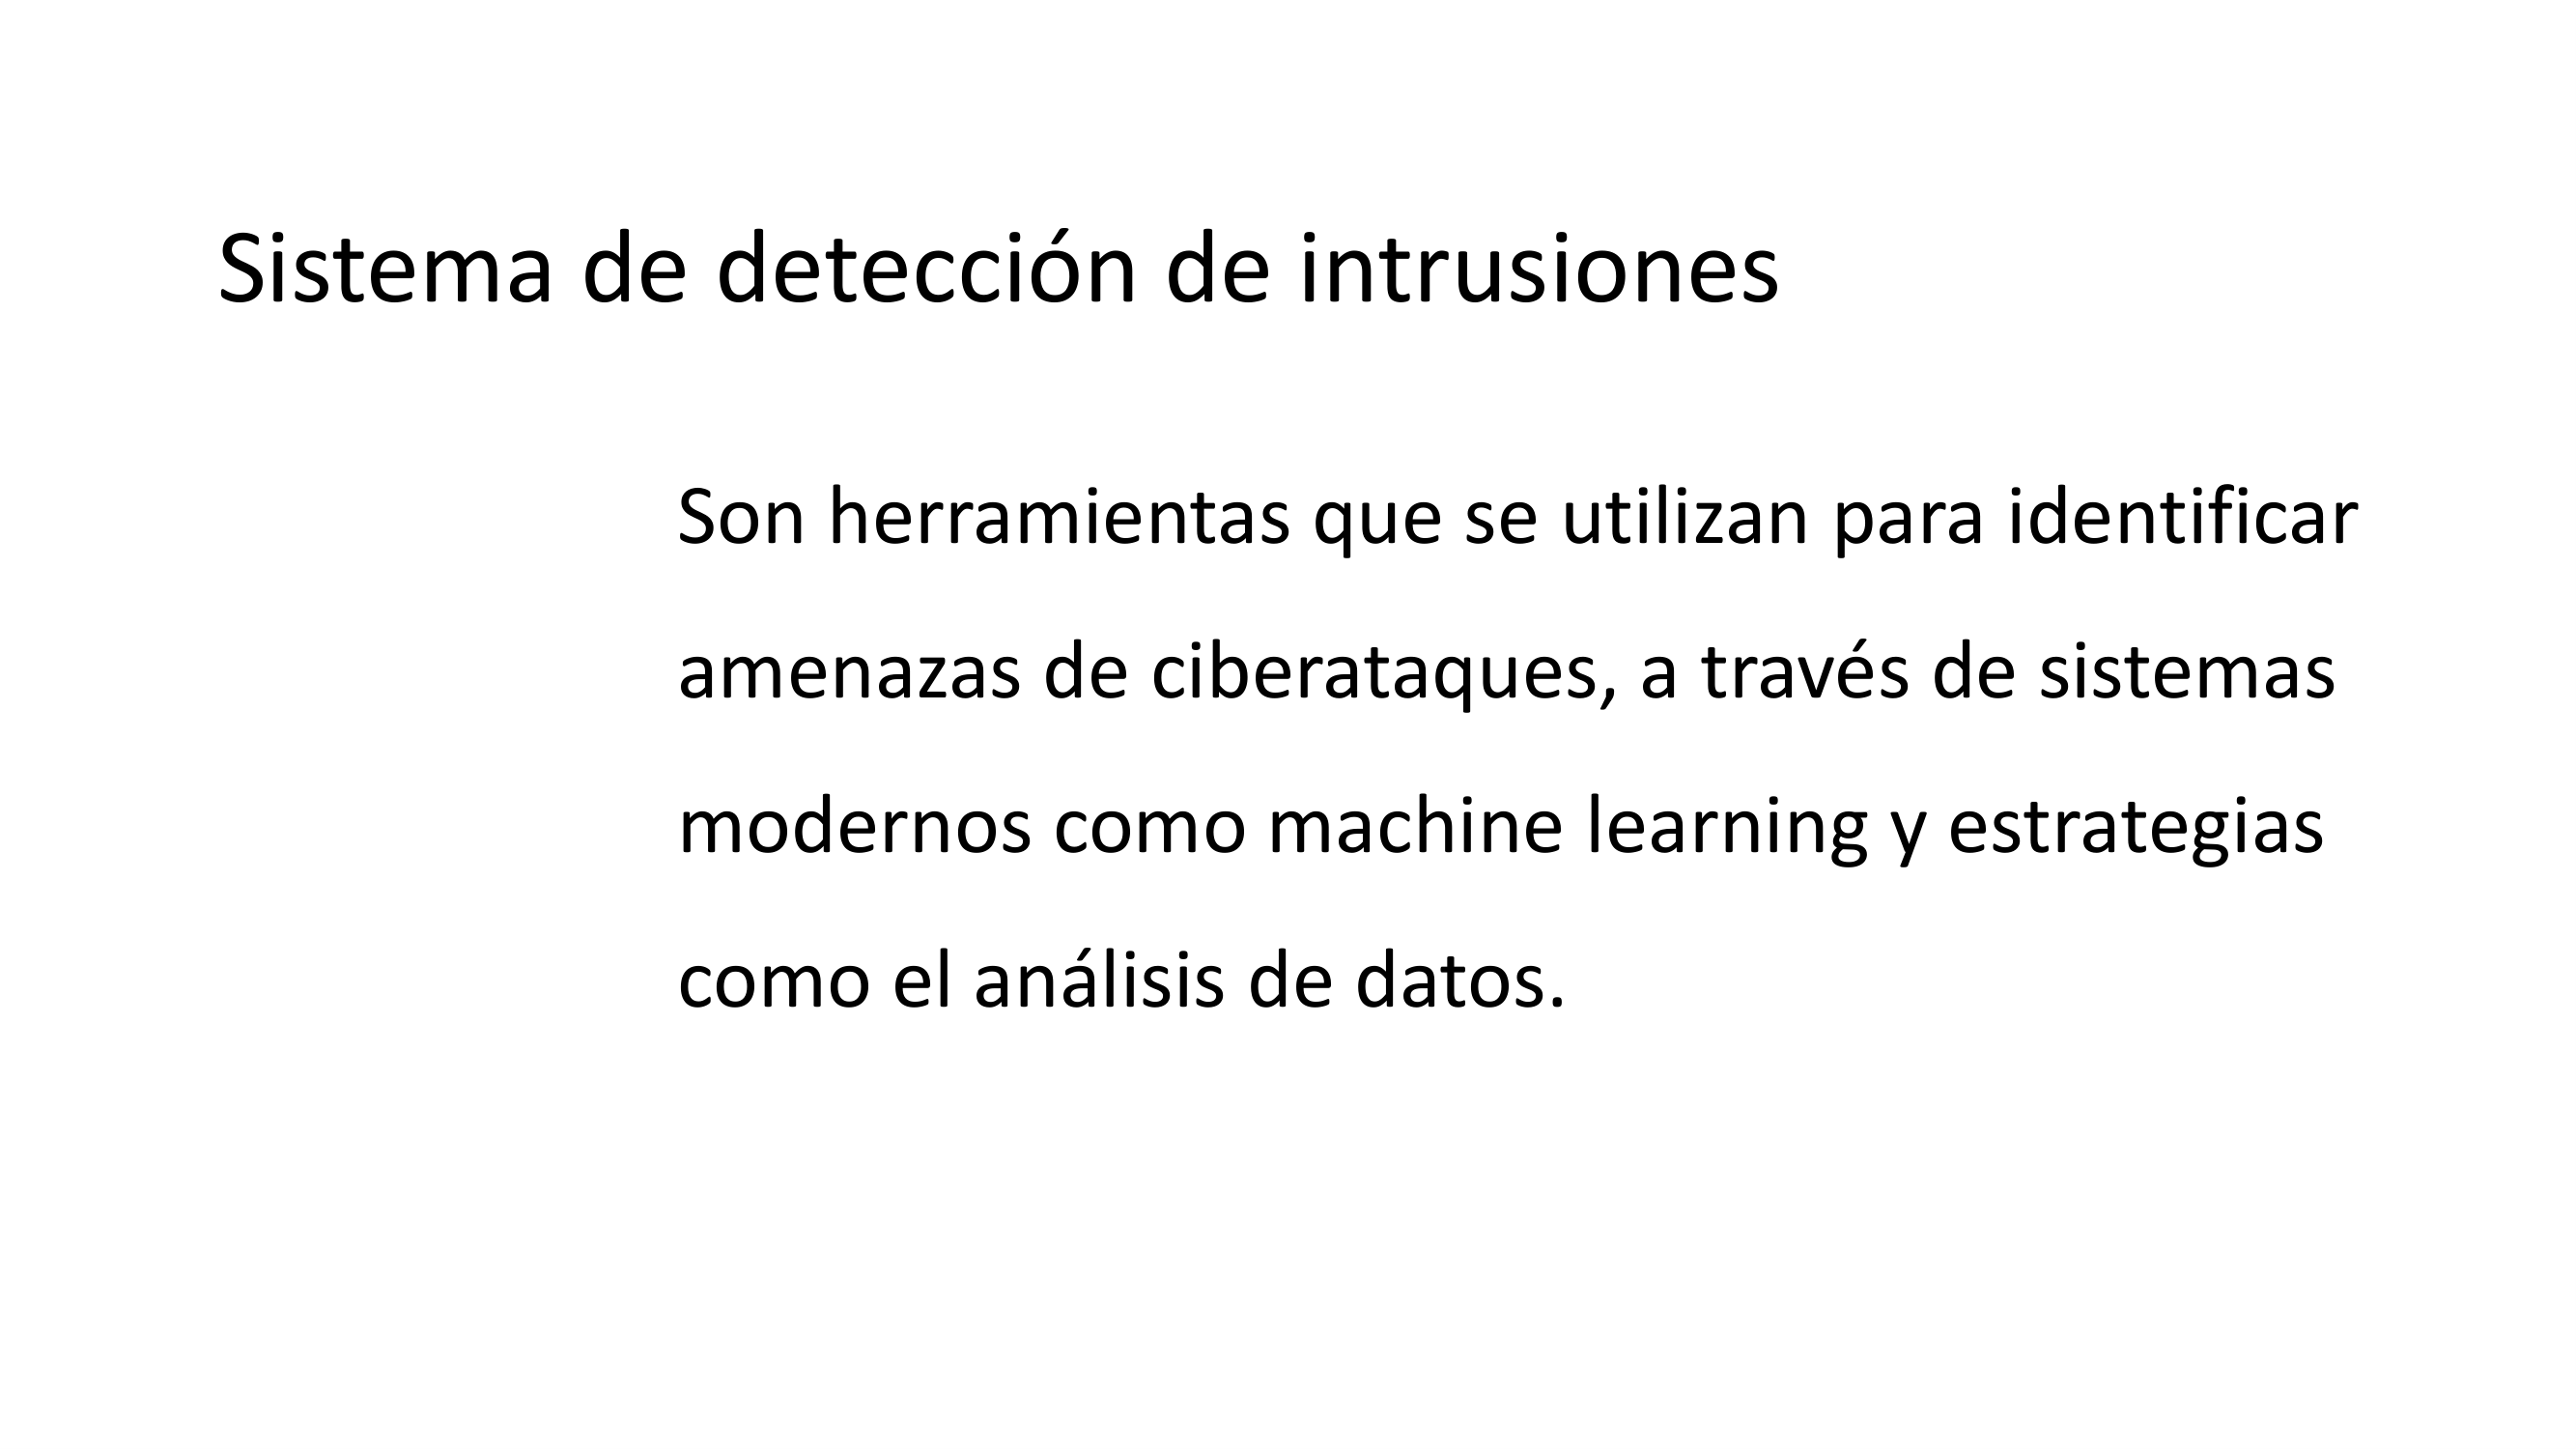 Sistema de detección de intrusiones
Son herramientas que se utilizan para identificar
amenazas de ciberataques, a través de sistemas
modernos como machine learning y estrategias
como el análisis de datos.